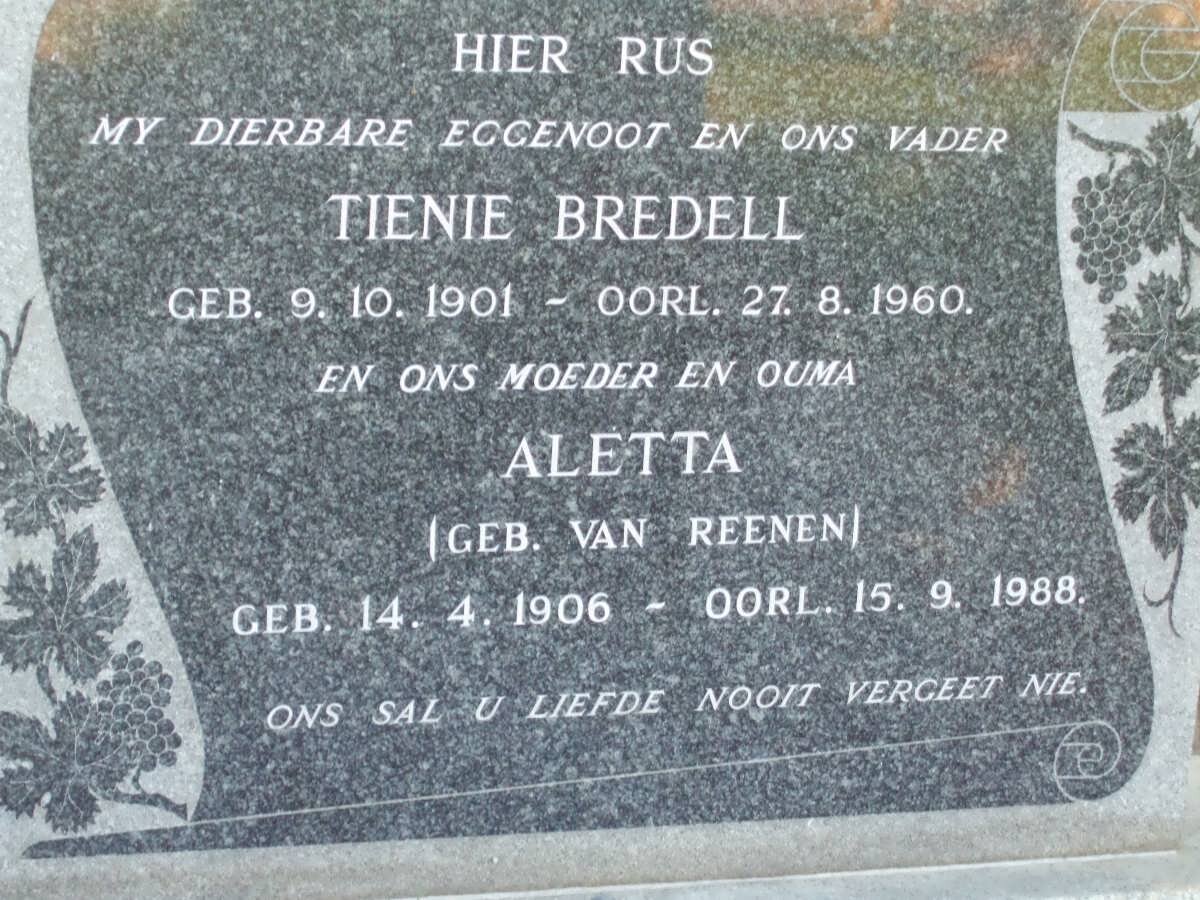 HIER RUS
MY DIERBARE EGGENOOT EN ONS VADER
TIENIE BREDELL
GEB. 9. 10. 1901 - OORL. 27. 8. 1960.
EN ONS MOEDER EN OUMA
ALETTA
(GEB. VAN REENEN)
GEB. 14. 4. 1906 - OORL. 15. 9. 1988.
ONS SAL U LIEFDE NOOIT VERGEET NIE.